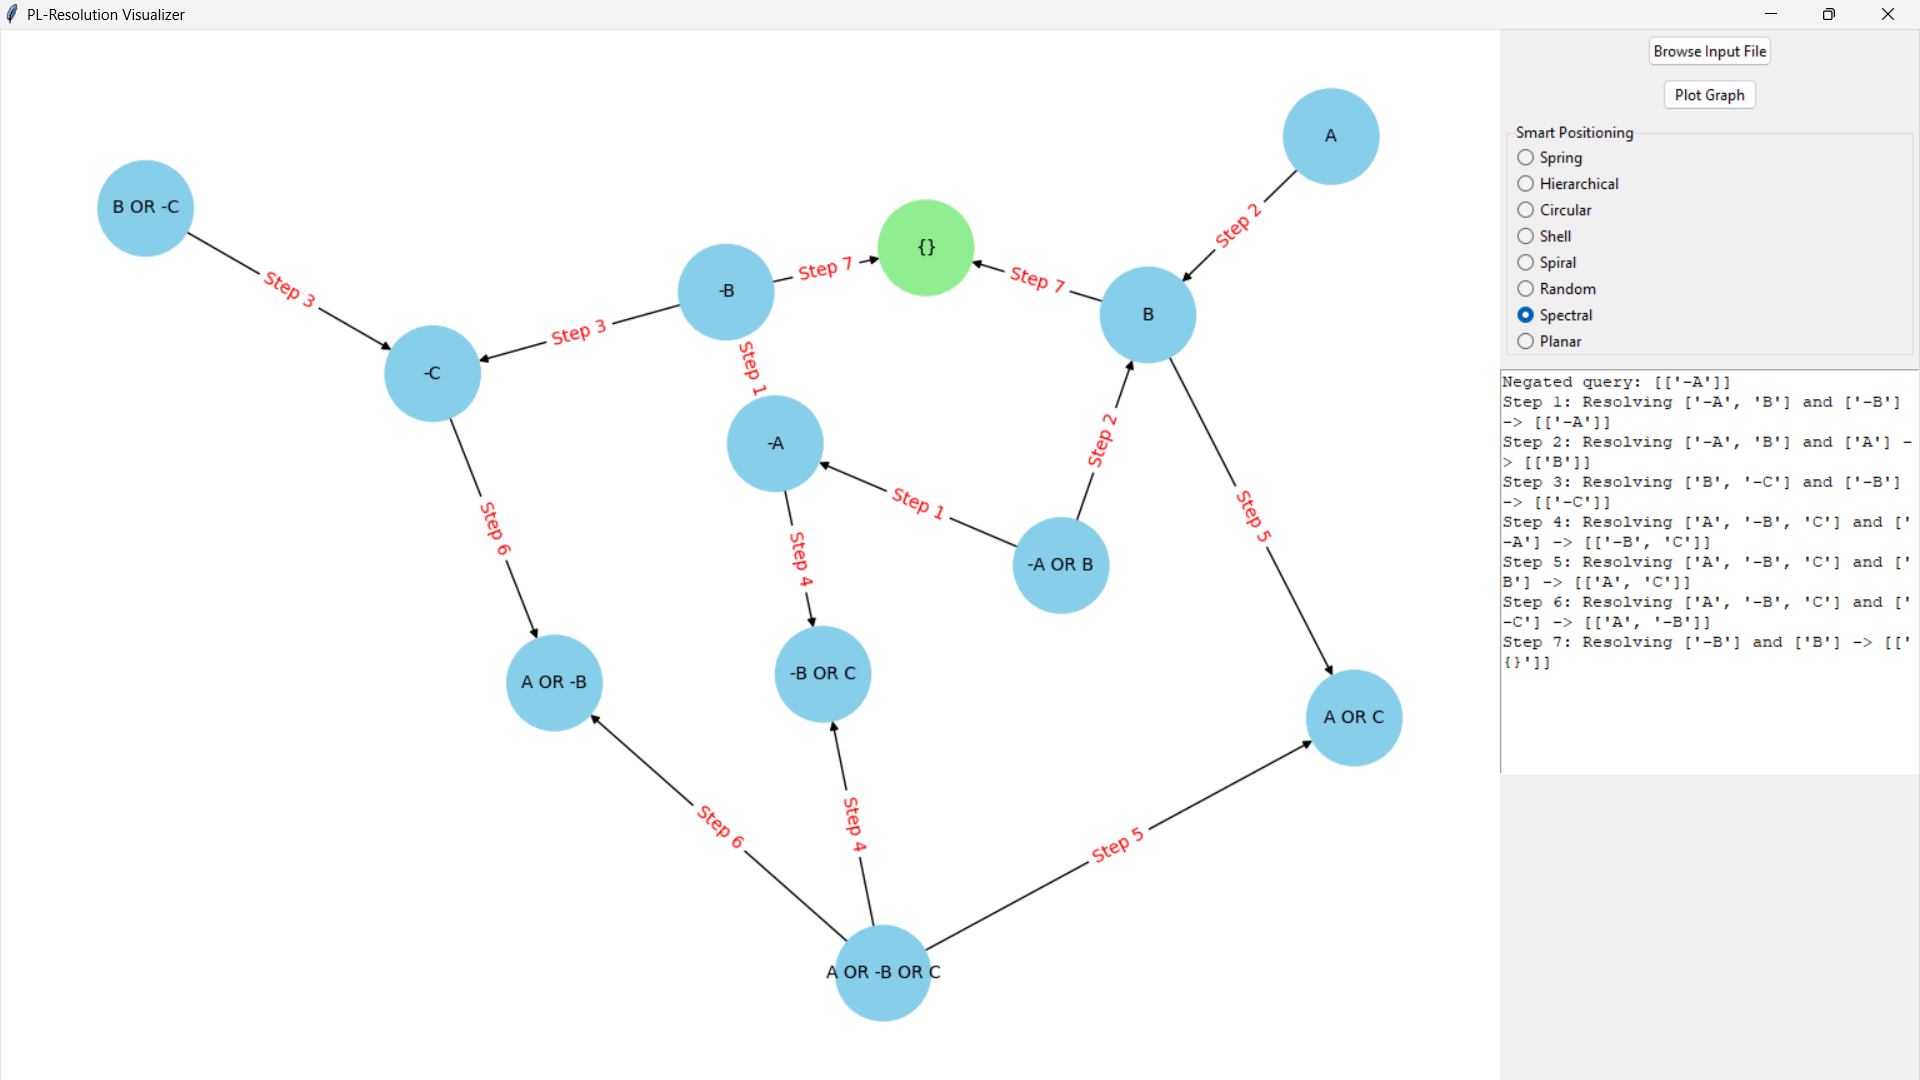 PL-Resolution Visualizer
Browse Input File
Plot Graph
Smart Positioning
Spring
Hierarchical
Circular
Shell
Spiral
Random
Spectral
Planar
A
B OR -C
Step 2
{}
Step 7
Step 7
-B
Step 3
B
Step 3
Step 1
-C
-A
Step 2
Step 1
Step 5
Step 6
Step 4
-A OR B
-B OR C
A OR -B
A OR C
Step 6
Step 4
Step 5
A OR -B OR C
Negated query: [['-A']]
Step 1: Resolving ['-A', 'B'] and ['-B']
-> [['-A']]
Step 2: Resolving ['-A', 'B'] and ['A'] -
> [['B']]
Step 3: Resolving ['B', '-C'] and ['-B']
-> [['-C']]
Step 4: Resolving ['A', '-B', 'C'] and ['
-A'] -> [['-B', 'C']]
Step 5: Resolving ['A', '-B', 'C'] and ['
B'] -> [['A', 'C']]
Step 6: Resolving ['A', '-B', 'C'] and ['
-C'] -> [['A', '-B']]
Step 7: Resolving ['-B'] and ['B'] -> [['
{}']]